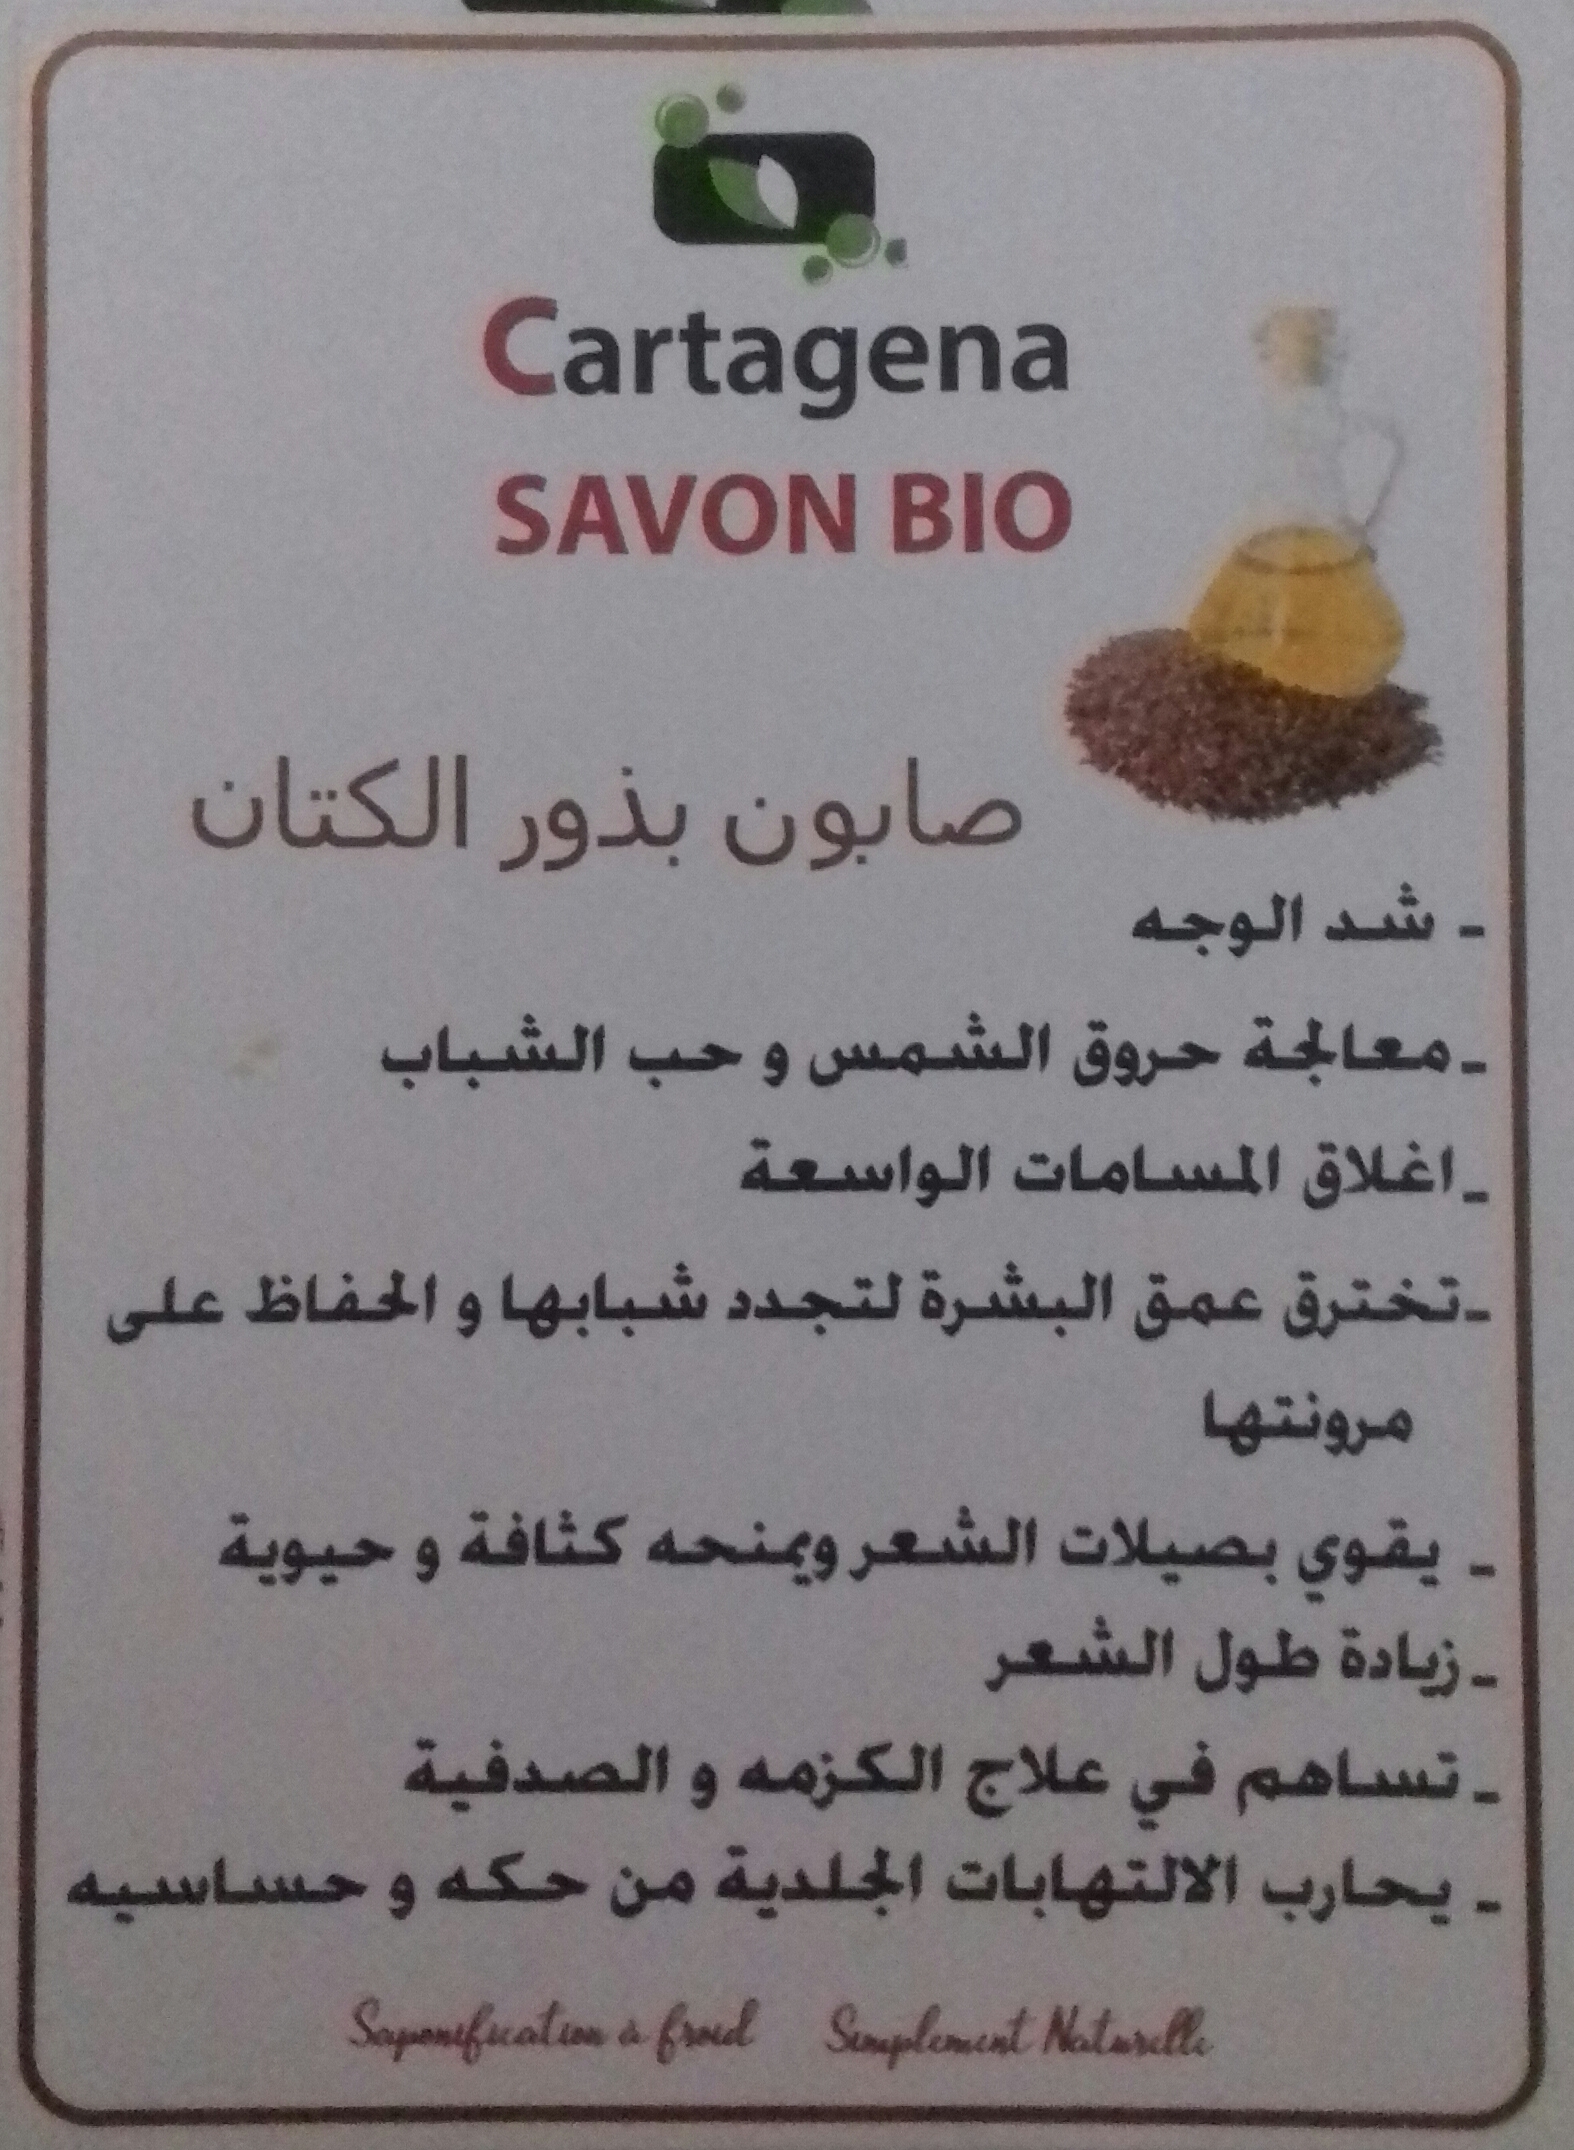 Cartagena
SAVON BIO
صابون بذور الكتان
- شد الوجه
- معالجة حروق الشمس و حب الشباب
- اغلاق المسامات الواسعة
- تخترق عمق البشرة لتجدد شبابها و الحفاظ على
مرونتها
- يقوي بصيلات الشعر ويمنحه كثافة و حيوية
- زيادة طول الشعر
- تساهم في علاج الكزمه و الصدفية
- يحارب الالتهابات الجلدية من حكه و حساسيه
Saponification à froid Simplement Naturelle